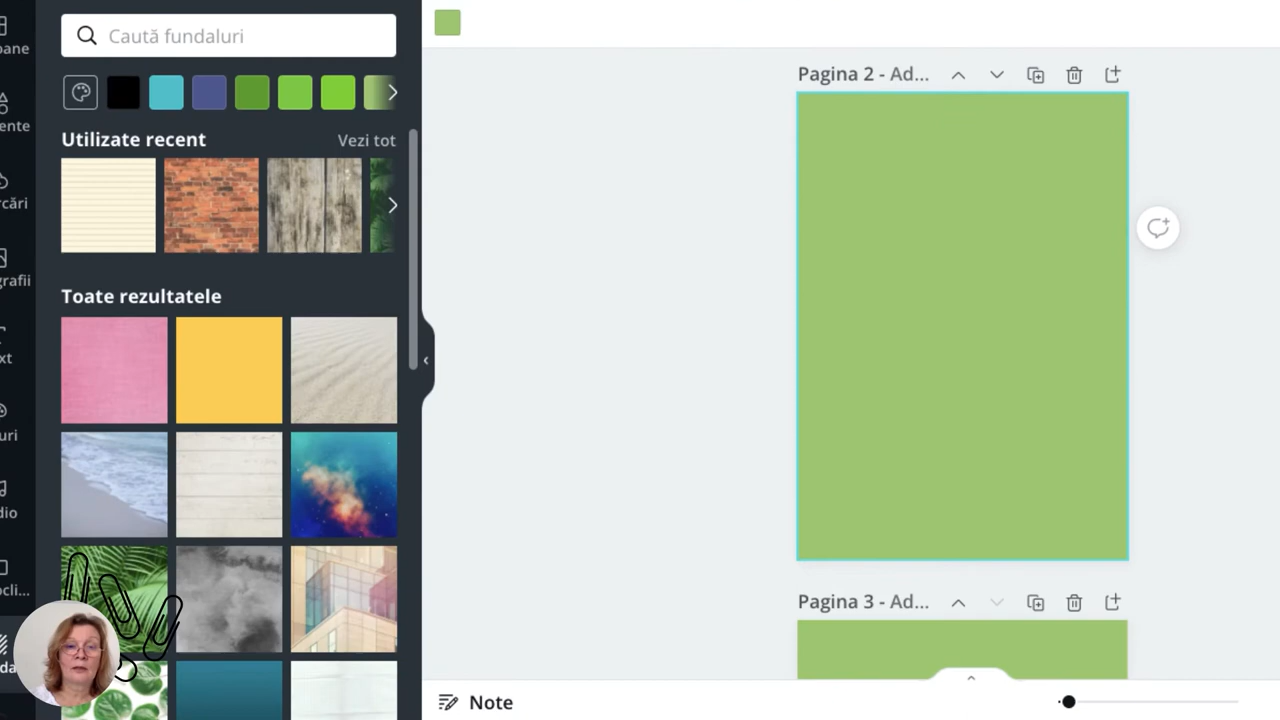 Caută fundaluri
Utilizate recent
Vezi tot
Toate rezultatele
Pagina 2 - Ad...
Pagina 3 - Ad...
Note